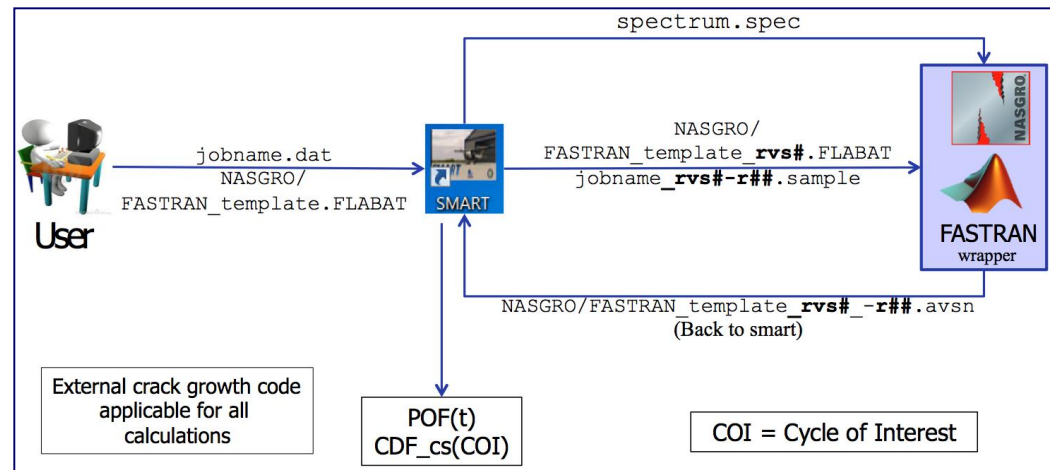 spectrum.spec
NASGRO
jobname.dat
NASGRO/
FASTRAN_template.FLABAT
User
SMART
NASGRO/
FASTRAN_template_rvs#.FLABAT
jobname_rvs#-r##.sample
FASTRAN
wrapper
NASGRO/FASTRAN_template_rvs#_-r##.avsn
(Back to smart)
External crack growth code
applicable for all
calculations
POF(t)
CDF_cs(COI)
COI = Cycle of Interest